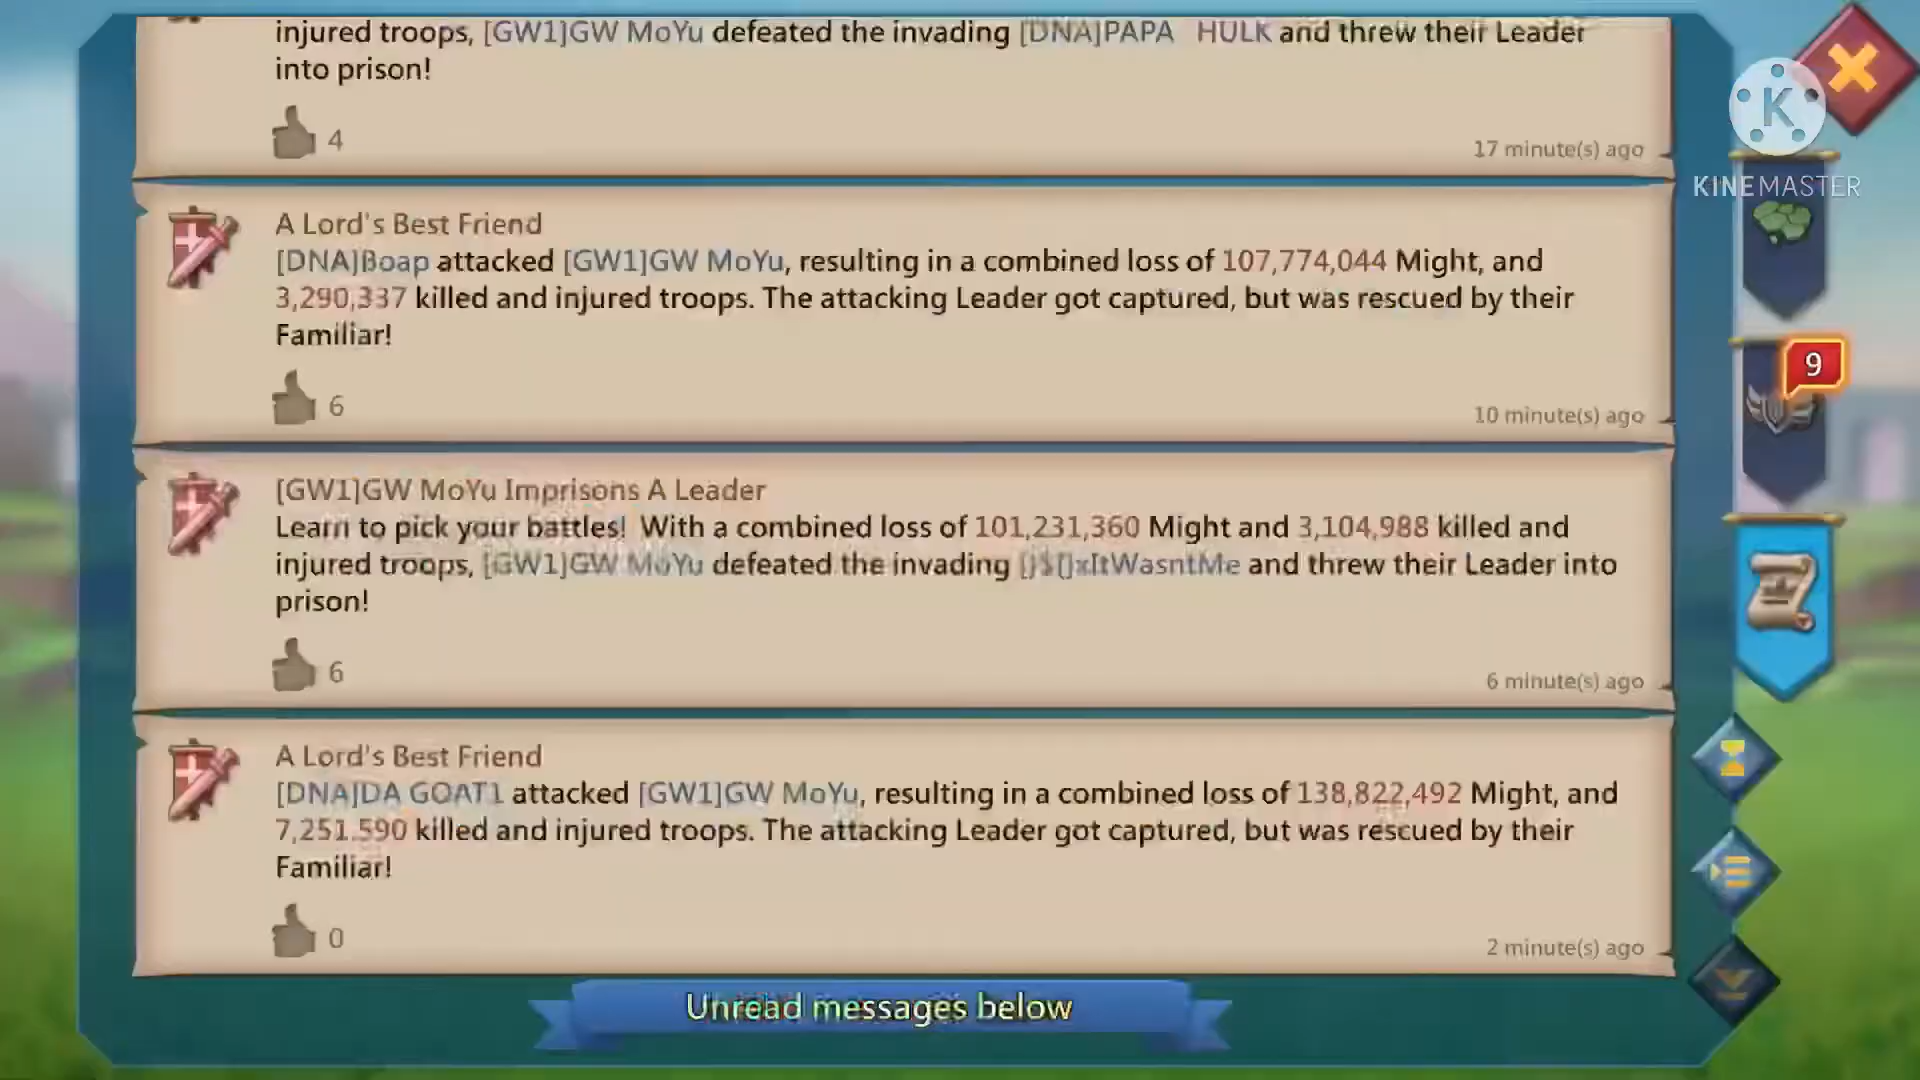 injured troops, [GW1]GW MoYu defeated the invading [DNA]PAPA HULK and threw their Leader
into prison!
4
17 minute(s) ago
K
KINEMASTER
A Lord's Best Friend
[DNA]Boap attacked [GW1]GW MoYu, resulting in a combined loss of 107,774,044 Might, and
3,290,337 killed and injured troops. The attacking Leader got captured, but was rescued by their
Familiar!
6
10 minute(s) ago
9
[GW1]GW MoYu Imprisons A Leader
Learn to pick your battles! With a combined loss of 101,231,360 Might and 3,104,988 killed and
injured troops, [GW1]GW MoYu defeated the invading xItWasntMe and threw their Leader into
prison!
6
6 minute(s) ago
A Lord's Best Friend
[DNA]DA GOAT1 attacked [GW1]GW MoYu, resulting in a combined loss of 138,822,492 Might, and
7,251,590 killed and injured troops. The attacking Leader got captured, but was rescued by their
Familiar!
0
2 minute(s) ago
Unread messages below